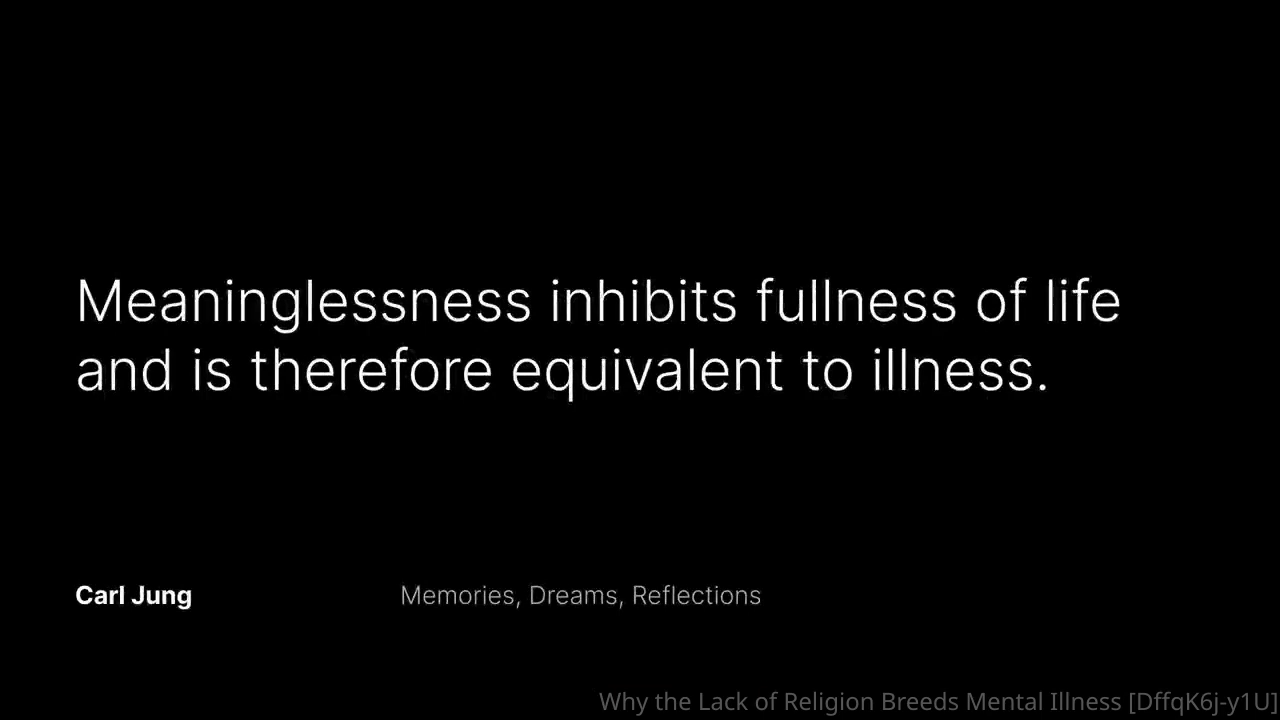 Meaninglessness inhibits fullness of life
and is therefore equivalent to illness.
Carl Jung
Memories, Dreams, Reflections
Why the Lack of Religion Breeds Mental Illness [DffqK6j-y1U]